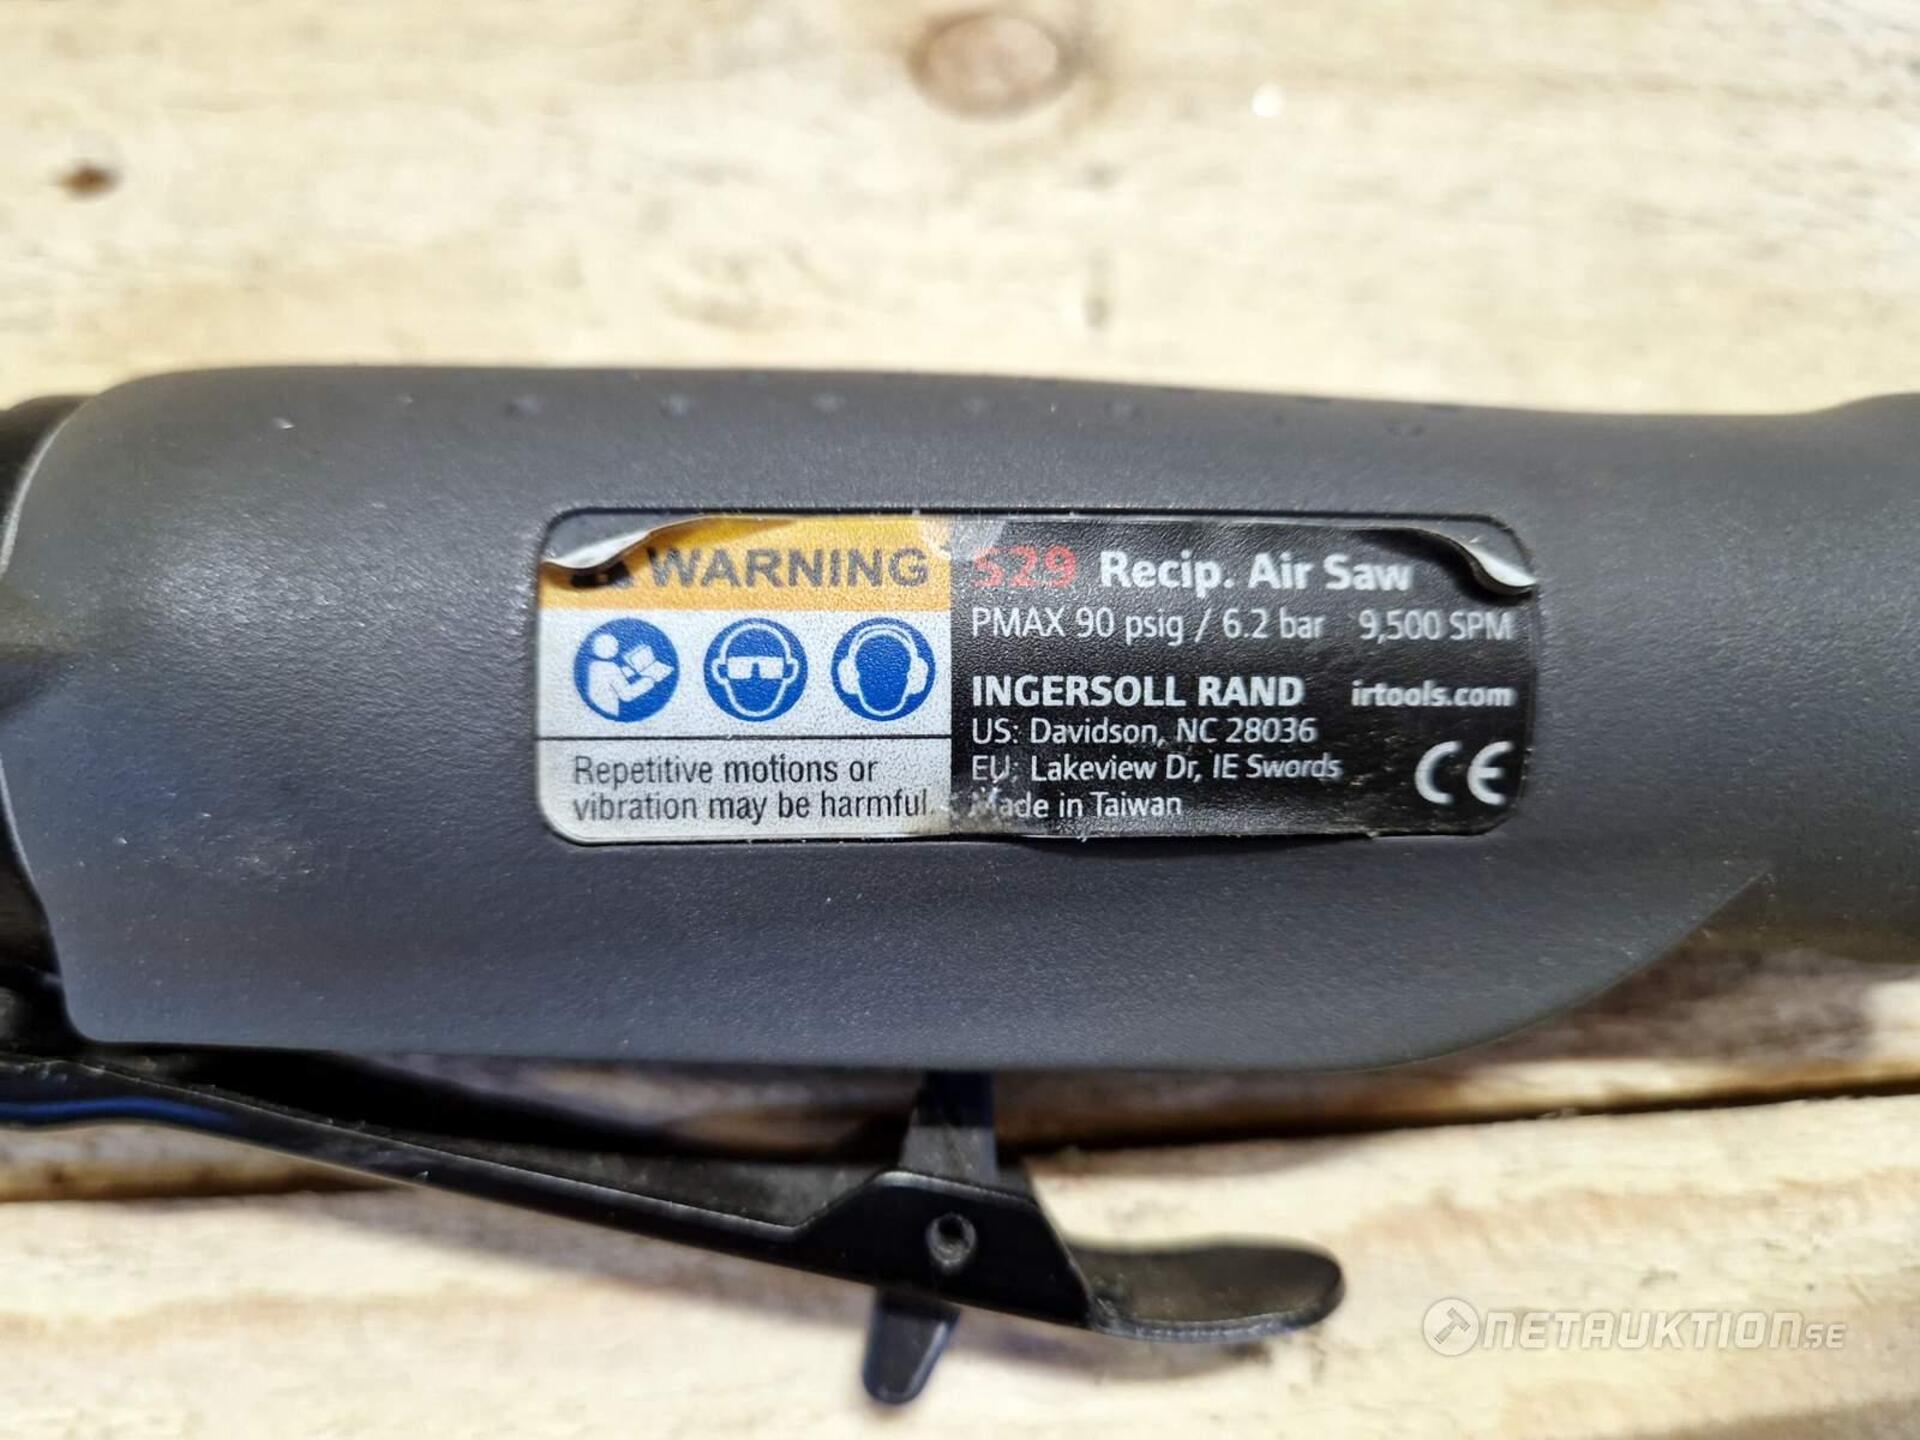 WARNING
Repetitive motions or
vibration may be harmful.
S29 Recip. Air Saw
PMAX 90 psig / 6.2 bar 9,500 SPM
INGERSOLL RAND irtools.com
US: Davidson, NC 28036
EU: Lakeview Dr, IE Swords
Made in Taiwan
CE
NETAUKTION.SE